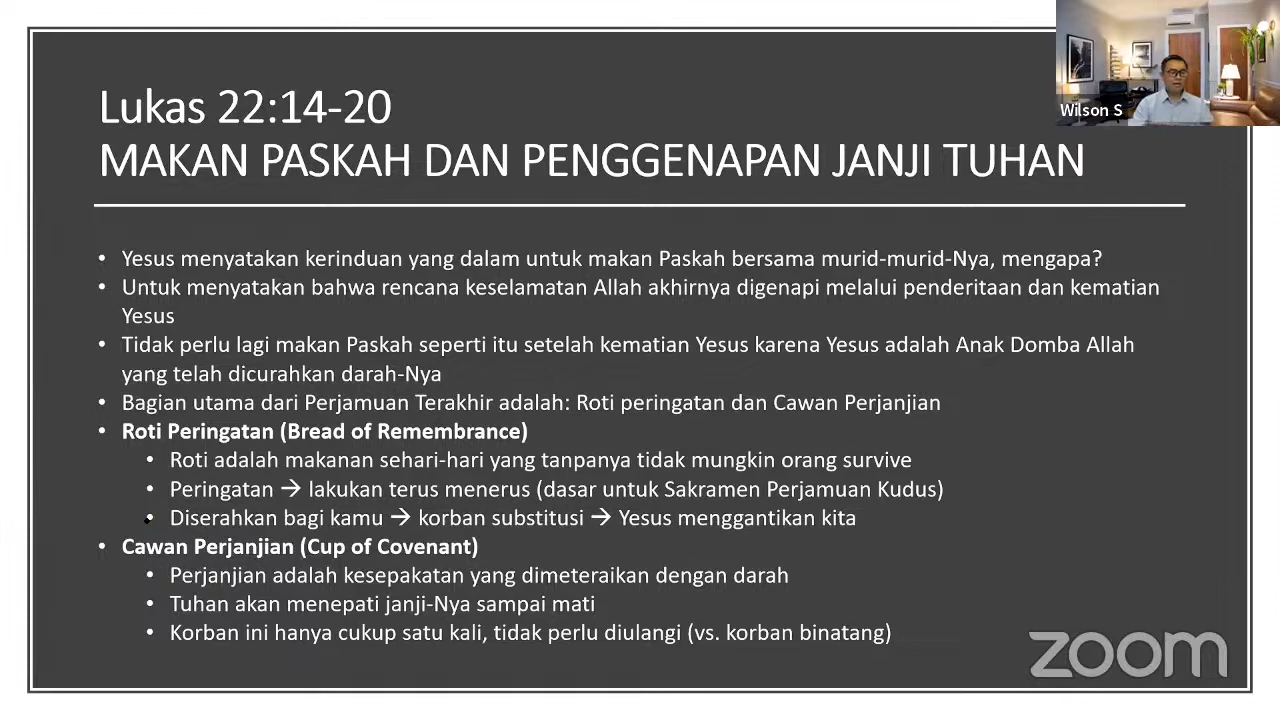 Lukas 22:14-20
MAKAN PASKAH DAN PENGGENAPAN JANJI TUHAN
Wilson S
• Yesus menyatakan kerinduan yang dalam untuk makan Paskah bersama murid-murid-Nya, mengapa?
• Untuk menyatakan bahwa rencana keselamatan Allah akhirnya digenapi melalui penderitaan dan kematian
Yesus
• Tidak perlu lagi makan Paskah seperti itu setelah kematian Yesus karena Yesus adalah Anak Domba Allah
yang telah dicurahkan darah-Nya
• Bagian utama dari Perjamuan Terakhir adalah: Roti peringatan dan Cawan Perjanjian
• Roti Peringatan (Bread of Remembrance)
• Roti adalah makanan sehari-hari yang tanpanya tidak mungkin orang survive
• Peringatan → lakukan terus menerus (dasar untuk Sakramen Perjamuan Kudus)
• Diserahkan bagi kamu → korban substitusi → Yesus menggantikan kita
• Cawan Perjanjian (Cup of Covenant)
• Perjanjian adalah kesepakatan yang dimeteraikan dengan darah
• Tuhan akan menepati janji-Nya sampai mati
• Korban ini hanya cukup satu kali, tidak perlu diulangi (vs. korban binatang)
zoom